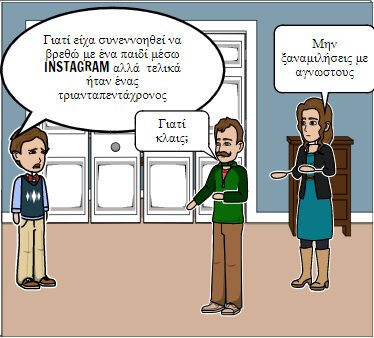 Γιατί είχα συνεννοηθεί να
βρεθώ με ένα παιδί μέσω
INSTAGRAM αλλά τελικά
ήταν ένας
τριανταπεντάχρονος
Γιατί
κλαις;
Μην
ξαναμιλήσεις με
αγνωστους